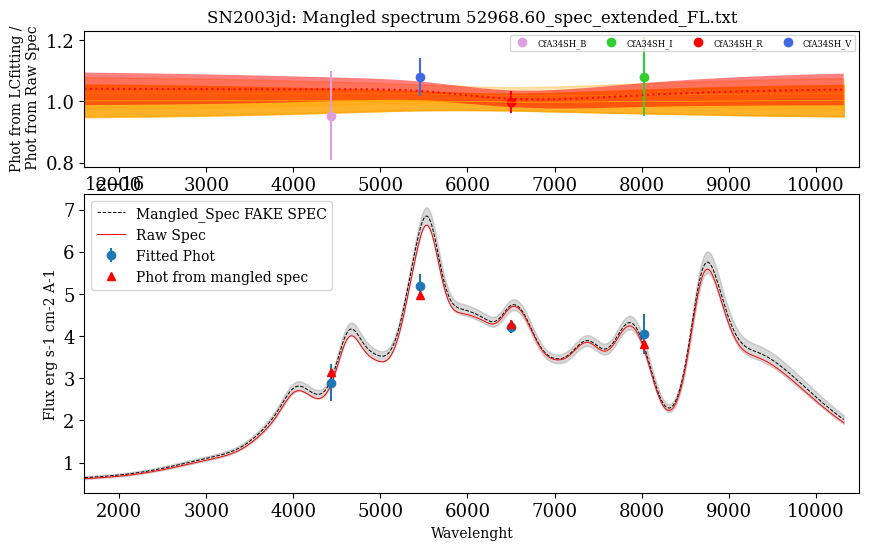 SN2003jd: Mangled spectrum 52968.60_spec_extended_FL.txt
Phot from LCfitting /
Phot from Raw Spec
1.2
1.0
0.8
CfA34SH_B
CfA34SH_I
CfA34SH_R
CfA34SH_V
2000 3000 4000 5000 6000 7000 8000 9000 10000
1e−16
Flux erg s-1 cm-2 A-1
7
6
5
4
3
2
1
Mangled_Spec FAKE SPEC
Raw Spec
Fitted Phot
Phot from mangled spec
2000 3000 4000 5000 6000 7000 8000 9000 10000
Wavelenght